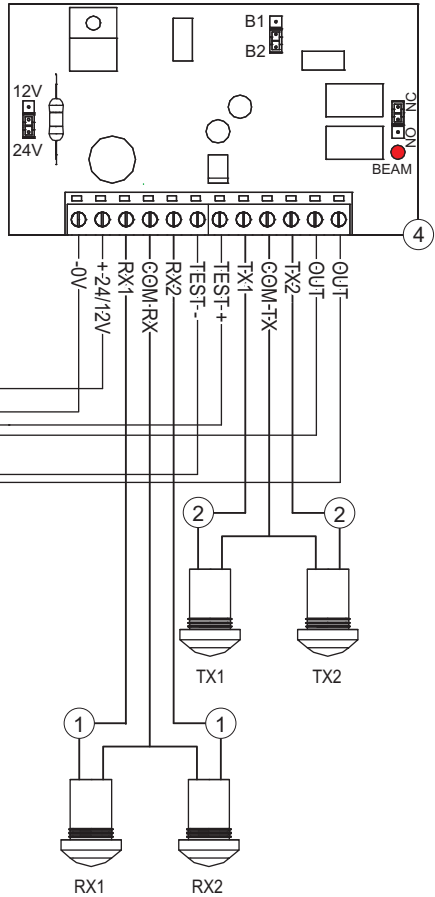 B1
B2
12V
24V
NC
NO
BEAM
4
-0V
+24/12V
RX1
COM-RX
RX2
TEST-
TEST+
TX1
COM-TX
TX2
OUT
OUT
2
2
TX1
TX2
1
1
RX1
RX2